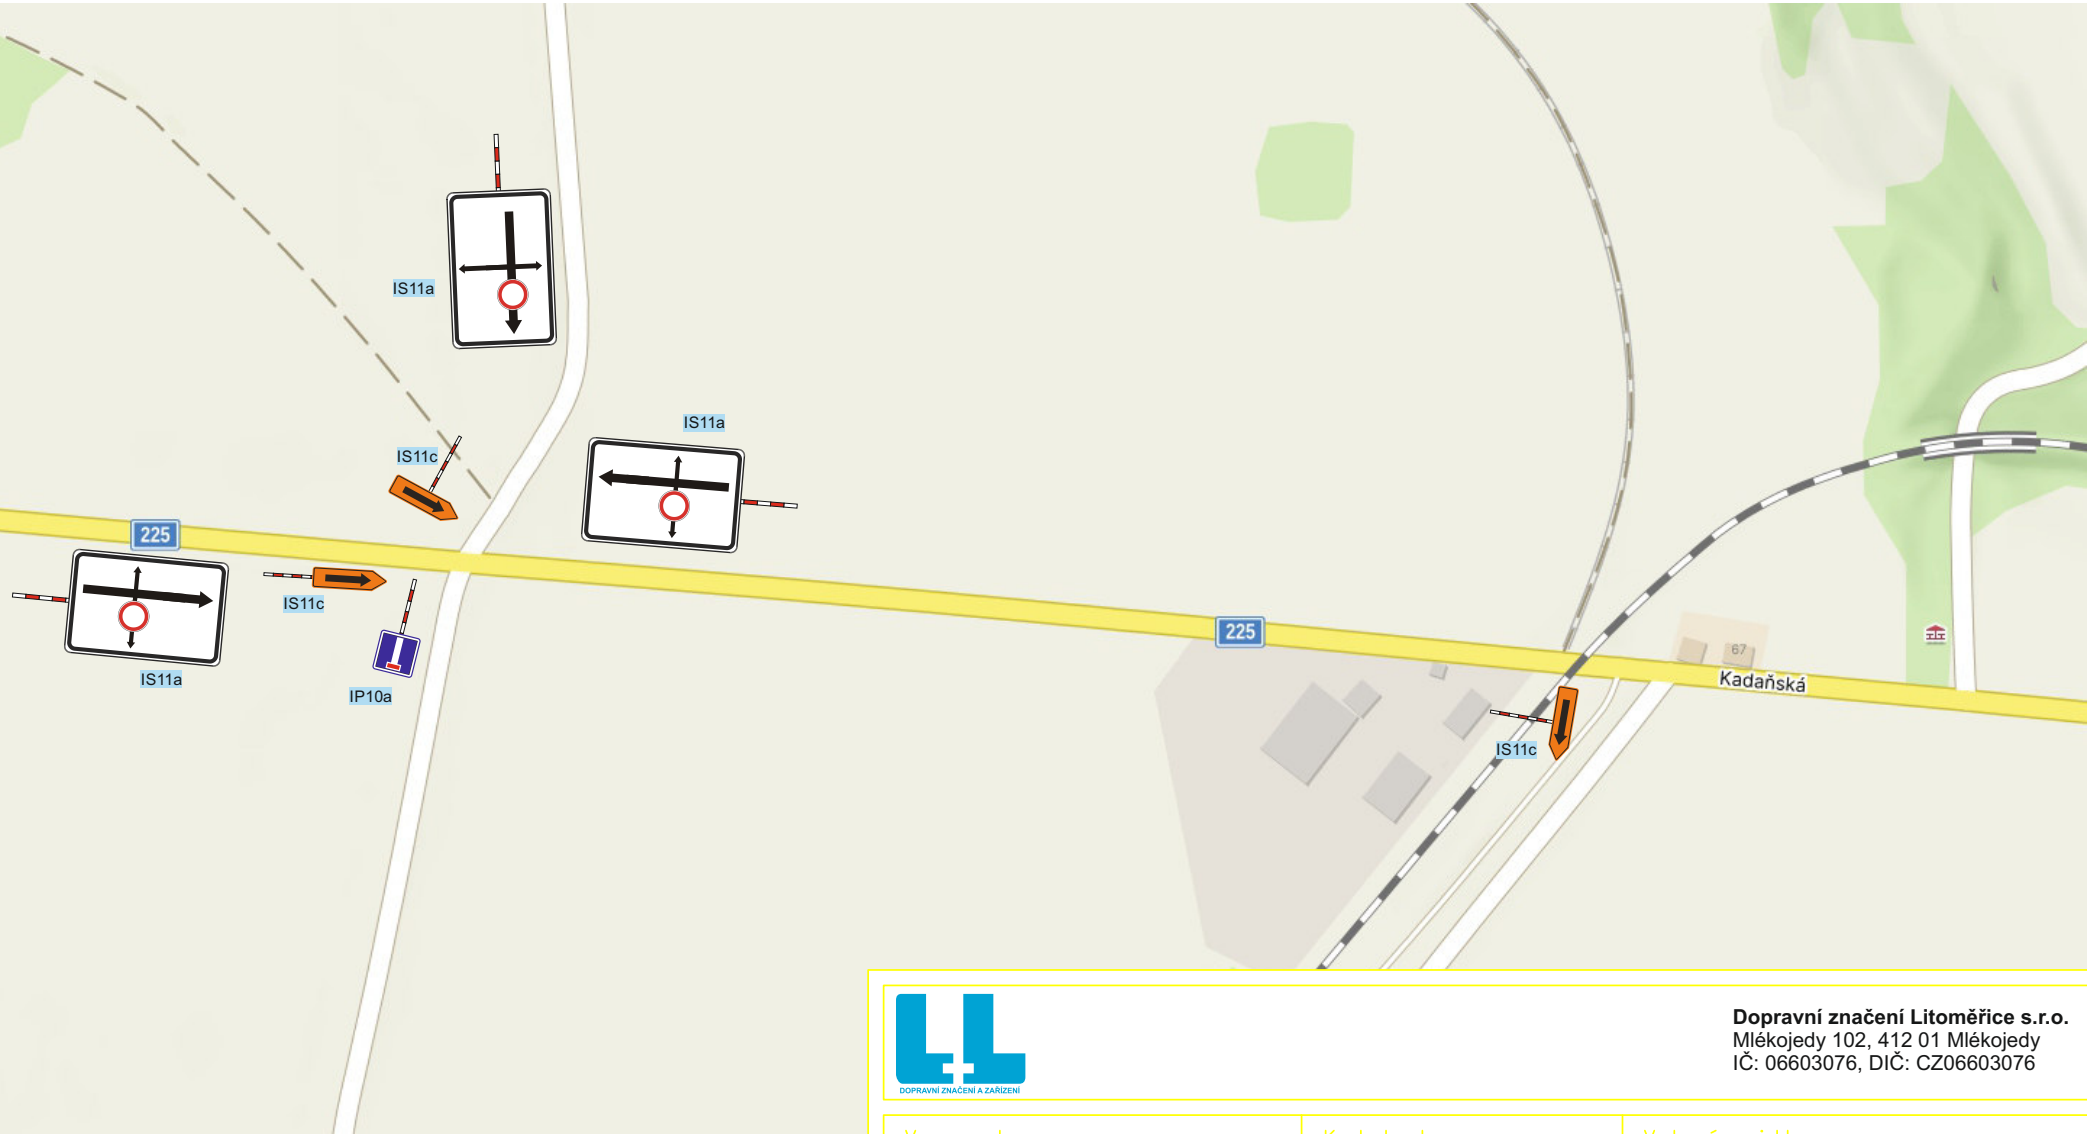 IS11a
IS11a
IS11c
225
IS11c
IS11a
IP10a
225
67
Kadaňská
IS11c
DOPRAVNÍ ZNAČENÍ A ZAŘÍZENÍ
Dopravní značení Litoměřice s.r.o.
Mlékojedy 102, 412 01 Mlékojedy
IČ: 06603076, DIČ: CZ06603076